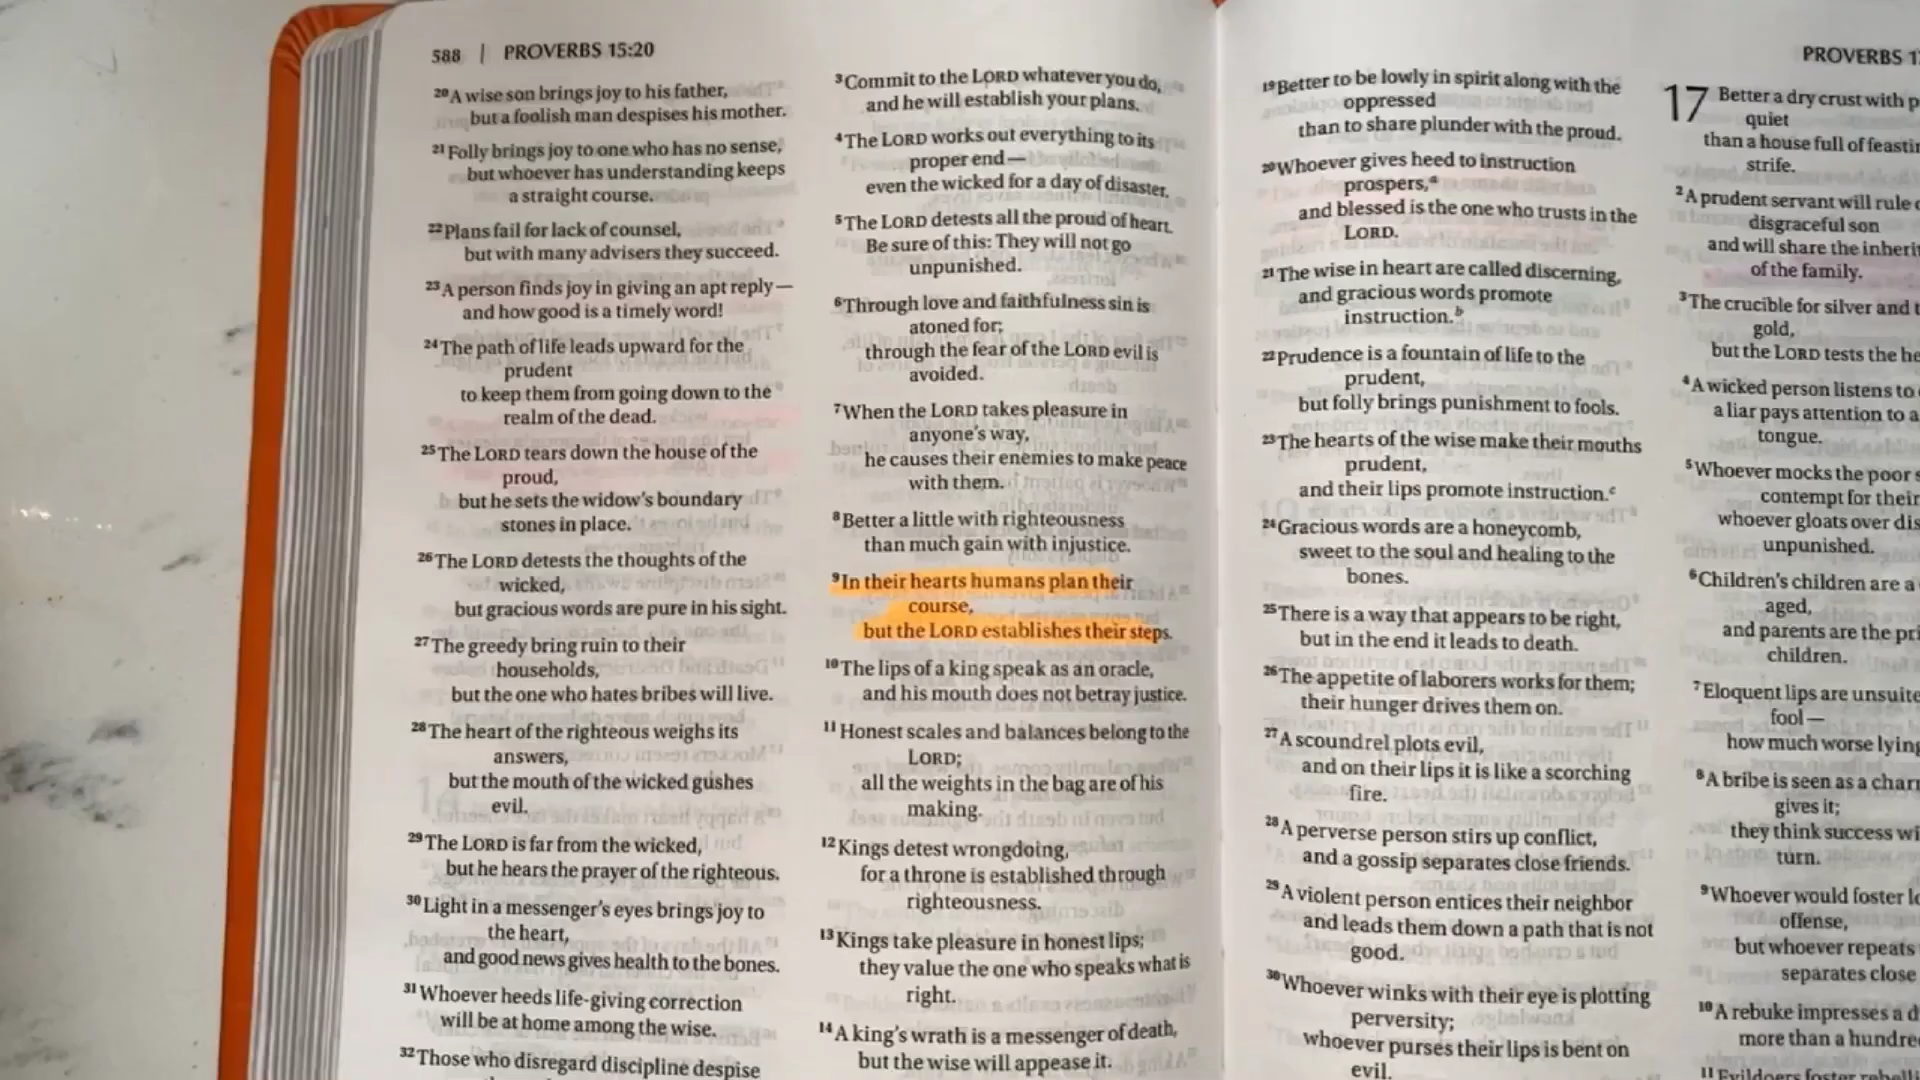 588 | PROVERBS 15:20
20 A wise son brings joy to his father,
but a foolish man despises his mother.
21 Folly brings joy to one who has no sense,
but whoever has understanding keeps
a straight course.
22 Plans fail for lack of counsel,
but with many advisers they succeed.
23 A person finds joy in giving an apt reply—
and how good is a timely word!
24 The path of life leads upward for the
prudent
to keep them from going down to the
realm of the dead.
25 The LORD tears down the house of the
proud,
but he sets the widow's boundary
stones in place.
26 The LORD detests the thoughts of the
wicked,
but gracious words are pure in his sight.
27 The greedy bring ruin to their
households,
but the one who hates bribes will live.
28 The heart of the righteous weighs its
answers,
but the mouth of the wicked gushes
evil.
29 The LORD is far from the wicked,
but he hears the prayer of the righteous.
30 Light in a messenger's eyes brings joy to
the heart,
and good news gives health to the bones.
31 Whoever heeds life-giving correction
will be at home among the wise.
32 Those who disregard discipline despise
3 Commit to the LORD whatever you do,
and he will establish your plans.
4 The LORD works out everything to its
proper end—
even the wicked for a day of disaster.
5 The LORD detests all the proud of heart.
Be sure of this: They will not go
unpunished.
6 Through love and faithfulness sin is
atoned for;
through the fear of the LORD evil is
avoided.
7 When the LORD takes pleasure in
anyone's way,
he causes their enemies to make peace
with them.
8 Better a little with righteousness
than much gain with injustice.
9 In their hearts humans plan their
course,
but the LORD establishes their steps.
10 The lips of a king speak as an oracle,
and his mouth does not betray justice.
11 Honest scales and balances belong to the
LORD;
all the weights in the bag are of his
making.
12 Kings detest wrongdoing,
for a throne is established through
righteousness.
13 Kings take pleasure in honest lips;
they value the one who speaks what is
right.
14 A king's wrath is a messenger of death,
but the wise will appease it.
19 Better to be lowly in spirit along with the
oppressed
than to share plunder with the proud.
20 Whoever gives heed to instruction
prospers,a
and blessed is the one who trusts in the
LORD.
21 The wise in heart are called discerning,
and gracious words promote
instruction.b
22 Prudence is a fountain of life to the
prudent,
but folly brings punishment to fools.
23 The hearts of the wise make their mouths
prudent,
and their lips promote instruction.c
24 Gracious words are a honeycomb,
sweet to the soul and healing to the
bones.
25 There is a way that appears to be right,
but in the end it leads to death.
26 The appetite of laborers works for them;
their hunger drives them on.
27 A scoundrel plots evil,
and on their lips it is like a scorching
fire.
28 A perverse person stirs up conflict,
and a gossip separates close friends.
29 A violent person entices their neighbor
and leads them down a path that is not
good.
30 Whoever winks with their eye is plotting
perversity;
whoever purses their lips is bent on
evil.
PROVERBS
17 Better a dry crust with p
quiet
than a house full of feasti
strife.
2 A prudent servant will rule
disgraceful son
and will share the inherit
of the family.
3 The crucible for silver and t
gold,
but the LORD tests the he
4 A wicked person listens to
a liar pays attention to a
tongue.
5 Whoever mocks the poor s
contempt for their
whoever gloats over dis
unpunished.
6 Children's children are a
aged,
and parents are the pri
children.
7 Eloquent lips are unsuite
fool—
how much worse lying
8 A bribe is seen as a char
gives it;
they think success wi
turn.
9 Whoever would foster lo
offense,
but whoever repeats
separates close
10 A rebuke impresses a d
more than a hundre
11 Evildoers foster rebelli